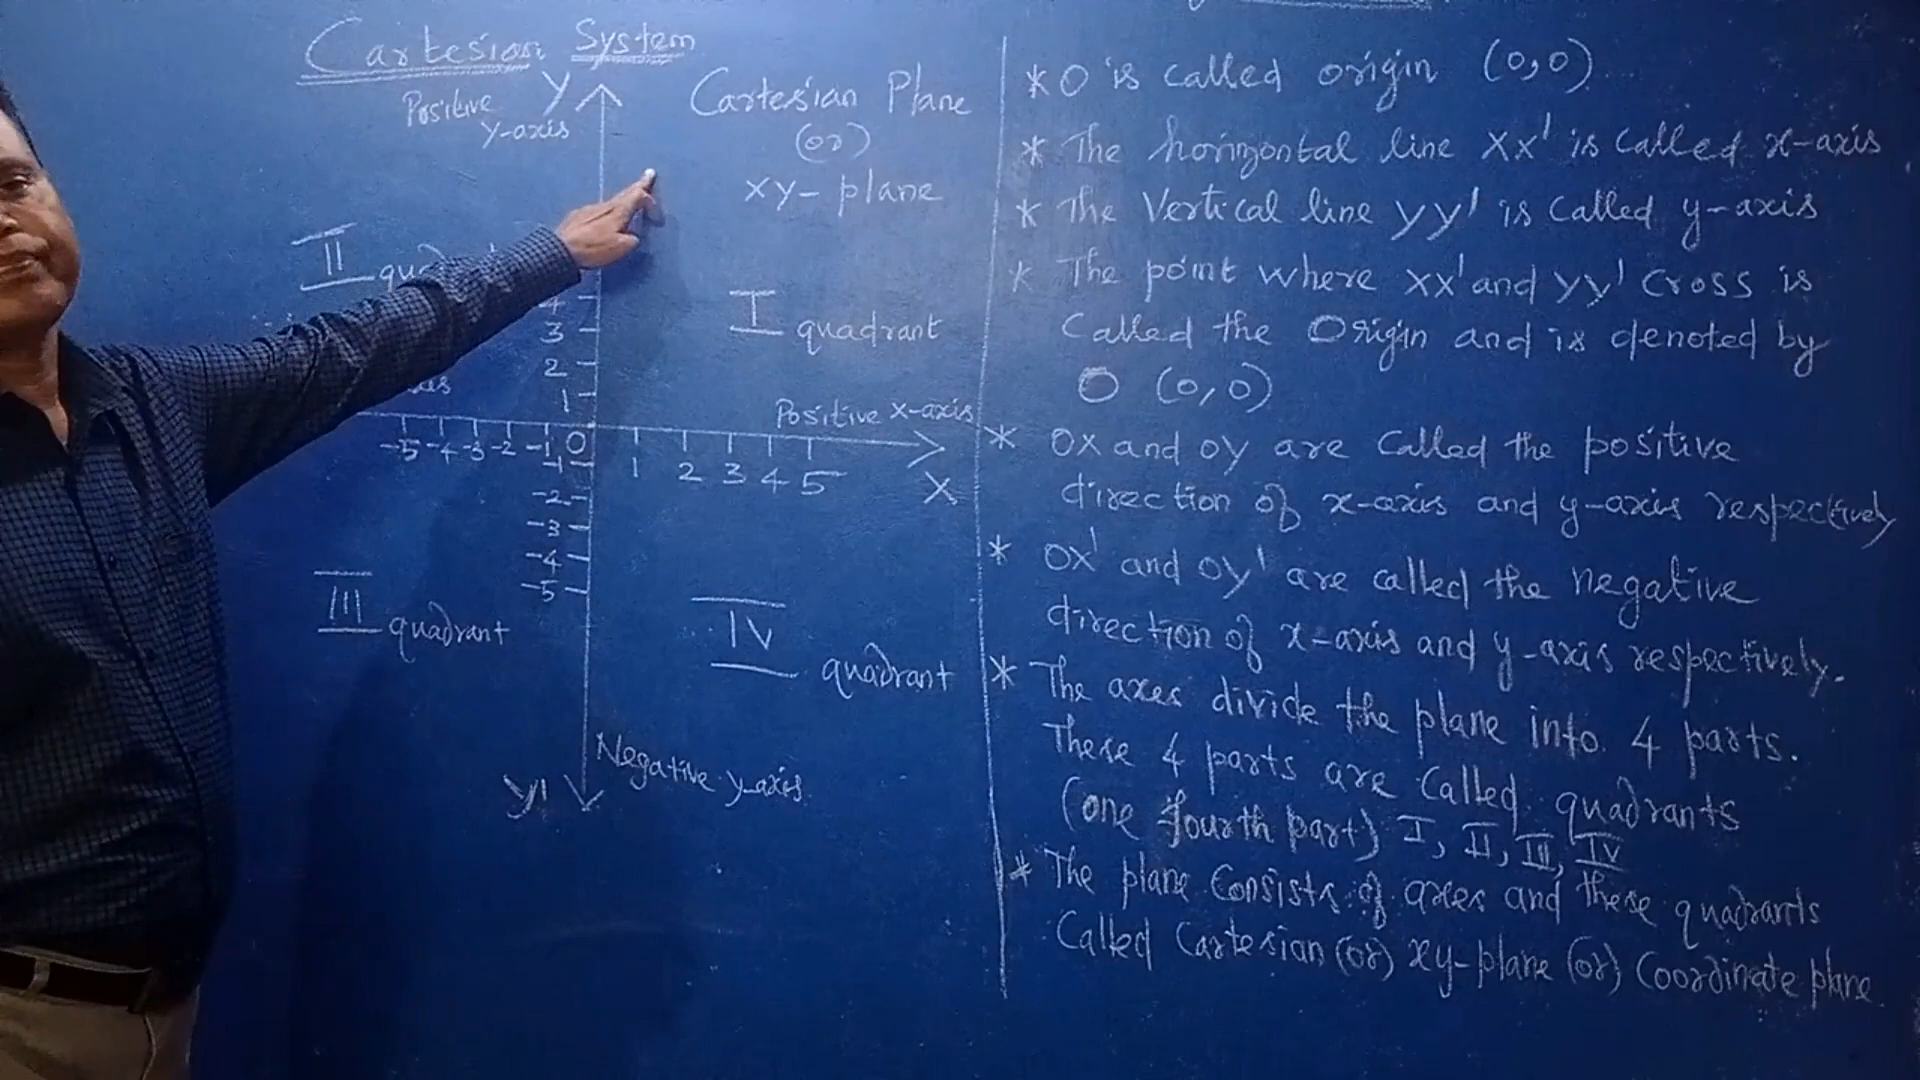 Cartesian System
Positive
y-axis
Y
Cartesian Plane
(or)
xy-plane
II
I
quadrant
3
2
1
Positive x-axis
-5 -4 -3 -2 -1 0 1 2 3 4 5
X
-1
-2
-3
-4
-5
III
quadrant
IV
quadrant
Negative y-axis
y'
* O is called origin (0,0)
* The horizontal line XX' is called x-axis
* The Vertical line yy' is called y-axis
* The point where XX' and yy' cross is
Called the Origin and is denoted by
O (0,0)
* OX and OY are called the positive
direction of x-axis and y-axis respectively
* OX' and OY' are called the negative
direction of x-axis and y-axis respectively.
* The axes divide the plane into 4 parts.
These 4 parts are called quadrants
(one fourth part) I, II, III, IV
* The plane Consists of axes and these quadrants
Called Cartesian (or) xy-plane (or) Coordinate plane.